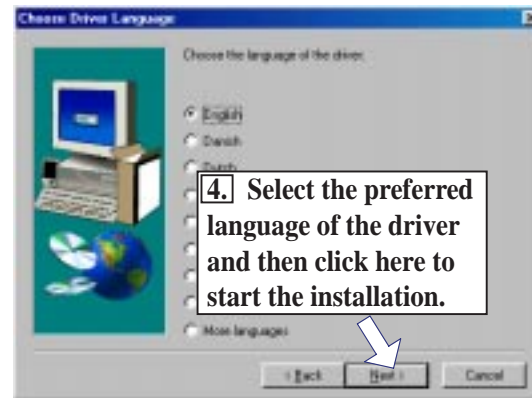 Choose Driver Language
Choose the language of the driver.
English
Danish
Dutch
4. Select the preferred
language of the driver
and then click here to
start the installation.
More languages
< Back
Next >
Cancel